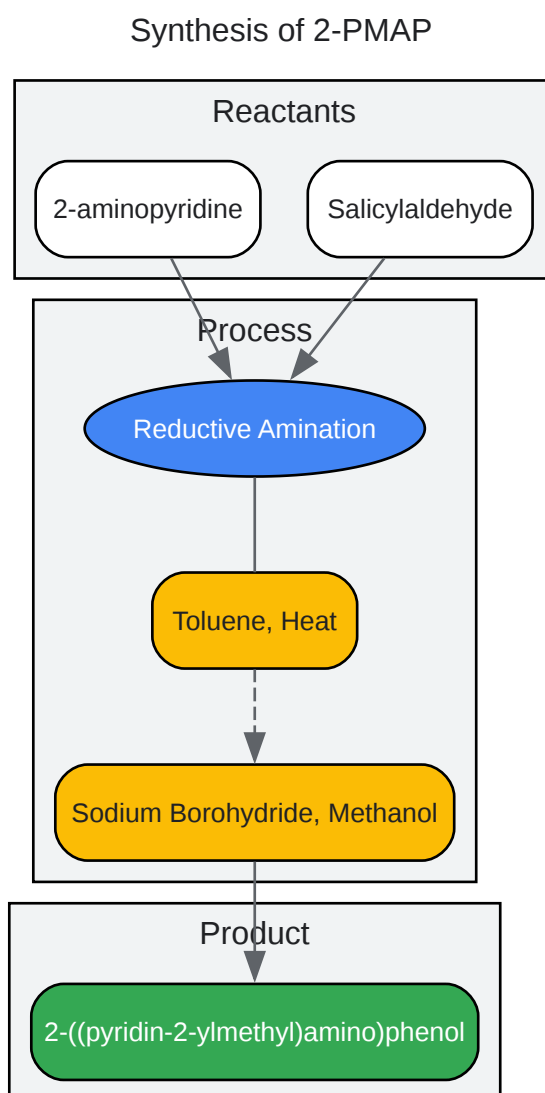 Synthesis of 2-PMAP
Reactants
2-aminopyridine
Salicylaldehyde
Process
Reductive Amination
Toluene, Heat
Sodium Borohydride, Methanol
Product
2-((pyridin-2-ylmethyl)amino)phenol